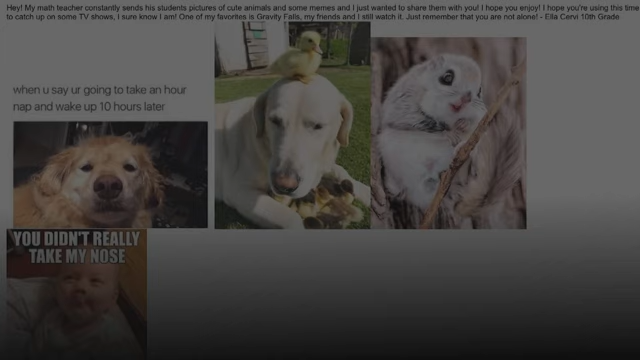 Hey! My math teacher constantly sends his students pictures of cute animals and some memes and I just wanted to share them with you! I hope you enjoy! I hope you're using this time
to catch up on some TV shows, I sure know I am! One of my favorites is Gravity Falls, my friends and I still watch it. Just remember that you are not alone! - Ella Cervi 10th Grade
when u say ur going to take an hour
nap and wake up 10 hours later
YOU DIDN'T REALLY
TAKE MY NOSE